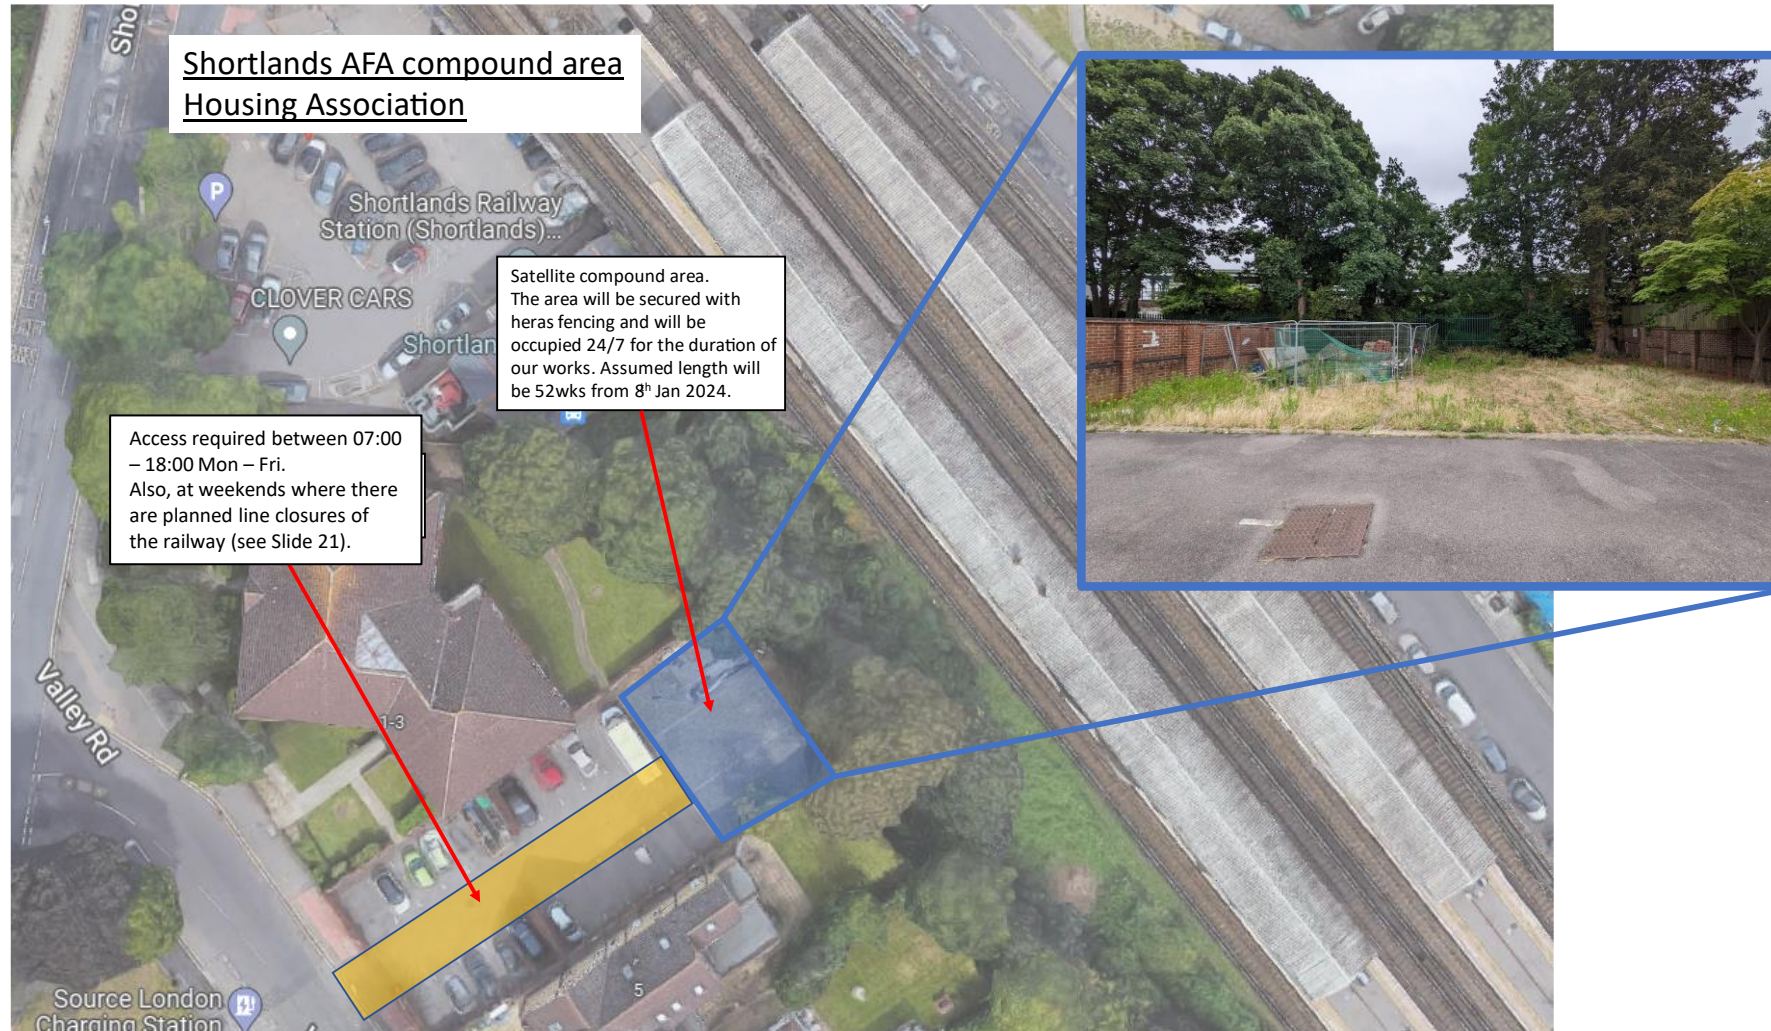 Sho
Shortlands AFA compound area
Housing Association
P
Shortlands Railway
Station (Shortlands)...
CLOVER CARS
Shortlan
Satellite compound area.
The area will be secured with
heras fencing and will be
occupied 24/7 for the duration of
our works. Assumed length will
be 52wks from 8th Jan 2024.
Access required between 07:00
– 18:00 Mon – Fri.
Also, at weekends where there
are planned line closures of
the railway (see Slide 21).
Valley Rd
1-3
5
Source London
Charging Station